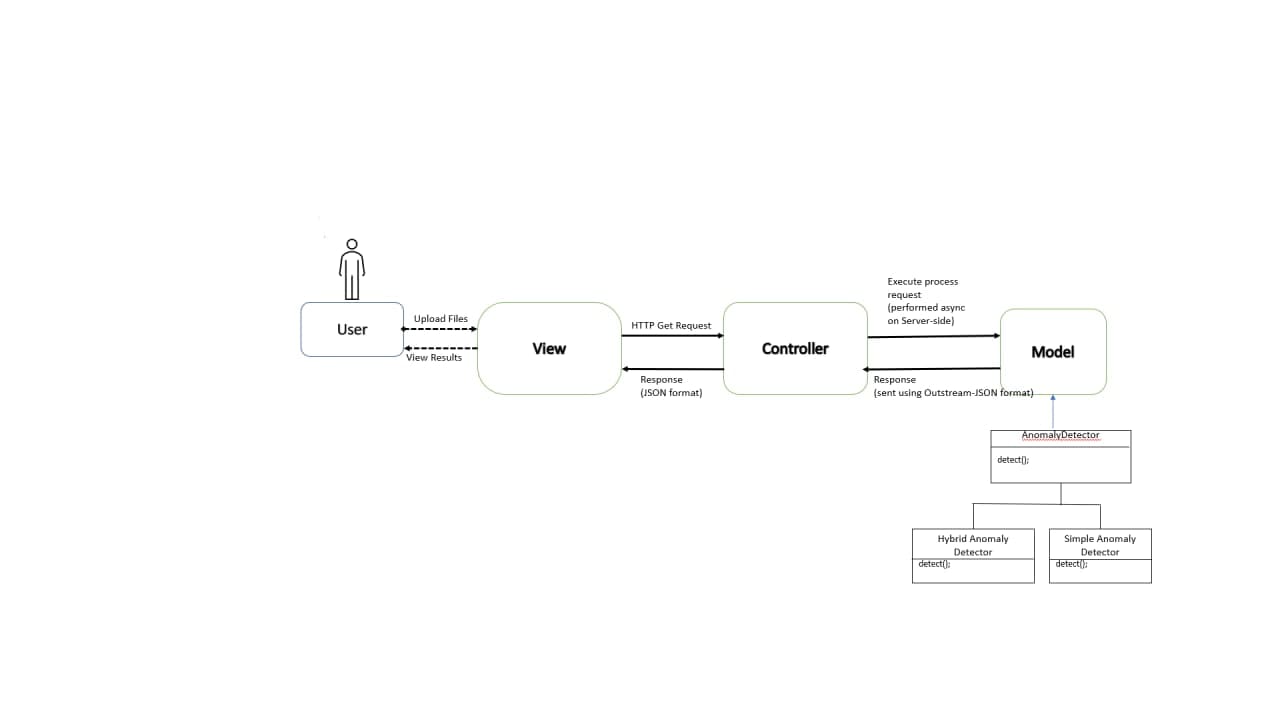 User
Upload Files
View Results
View
HTTP Get Request
Response
(JSON format)
Controller
Execute process
request
(performed async
on Server-side)
Response
(sent using Outstream-JSON format)
Model
AnomalyDetector
detect();
Hybrid Anomaly
Detector
detect();
Simple Anomaly
Detector
detect();